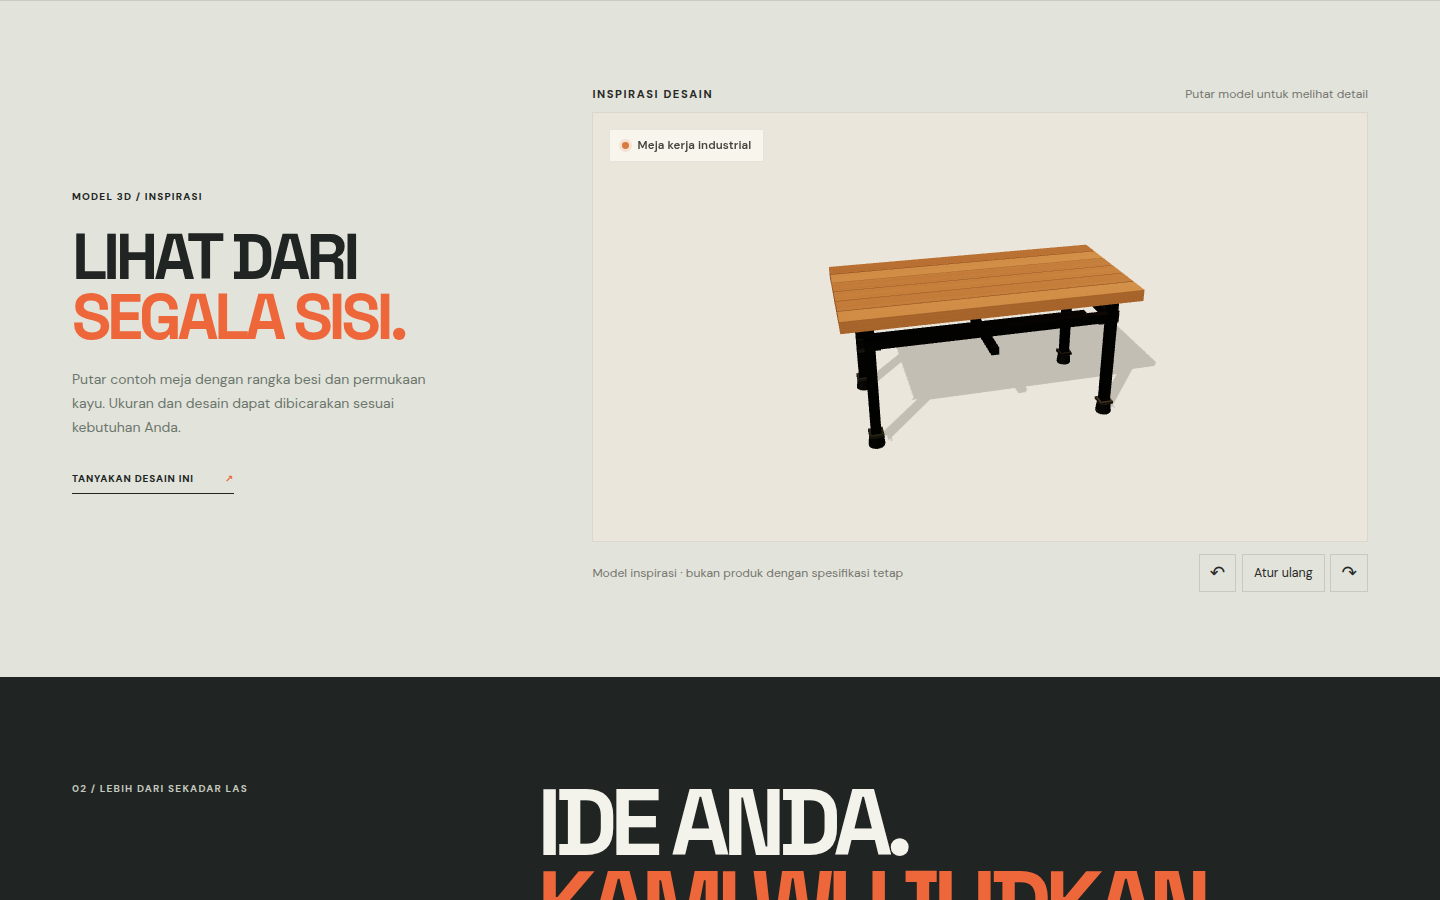 INSPIRASI DESAIN
Putar model untuk melihat detail
Meja kerja industrial
MODEL 3D / INSPIRASI
LIHAT DARI
SEGALA SISI.
Putar contoh meja dengan rangka besi dan permukaan
kayu. Ukuran dan desain dapat dibicarakan sesuai
kebutuhan Anda.
TANYAKAN DESAIN INI ↗
Model inspirasi · bukan produk dengan spesifikasi tetap
↶ Atur ulang ↷
02 / LEBIH DARI SEKADAR LAS
IDE ANDA.
KAMI WUJUDKAN